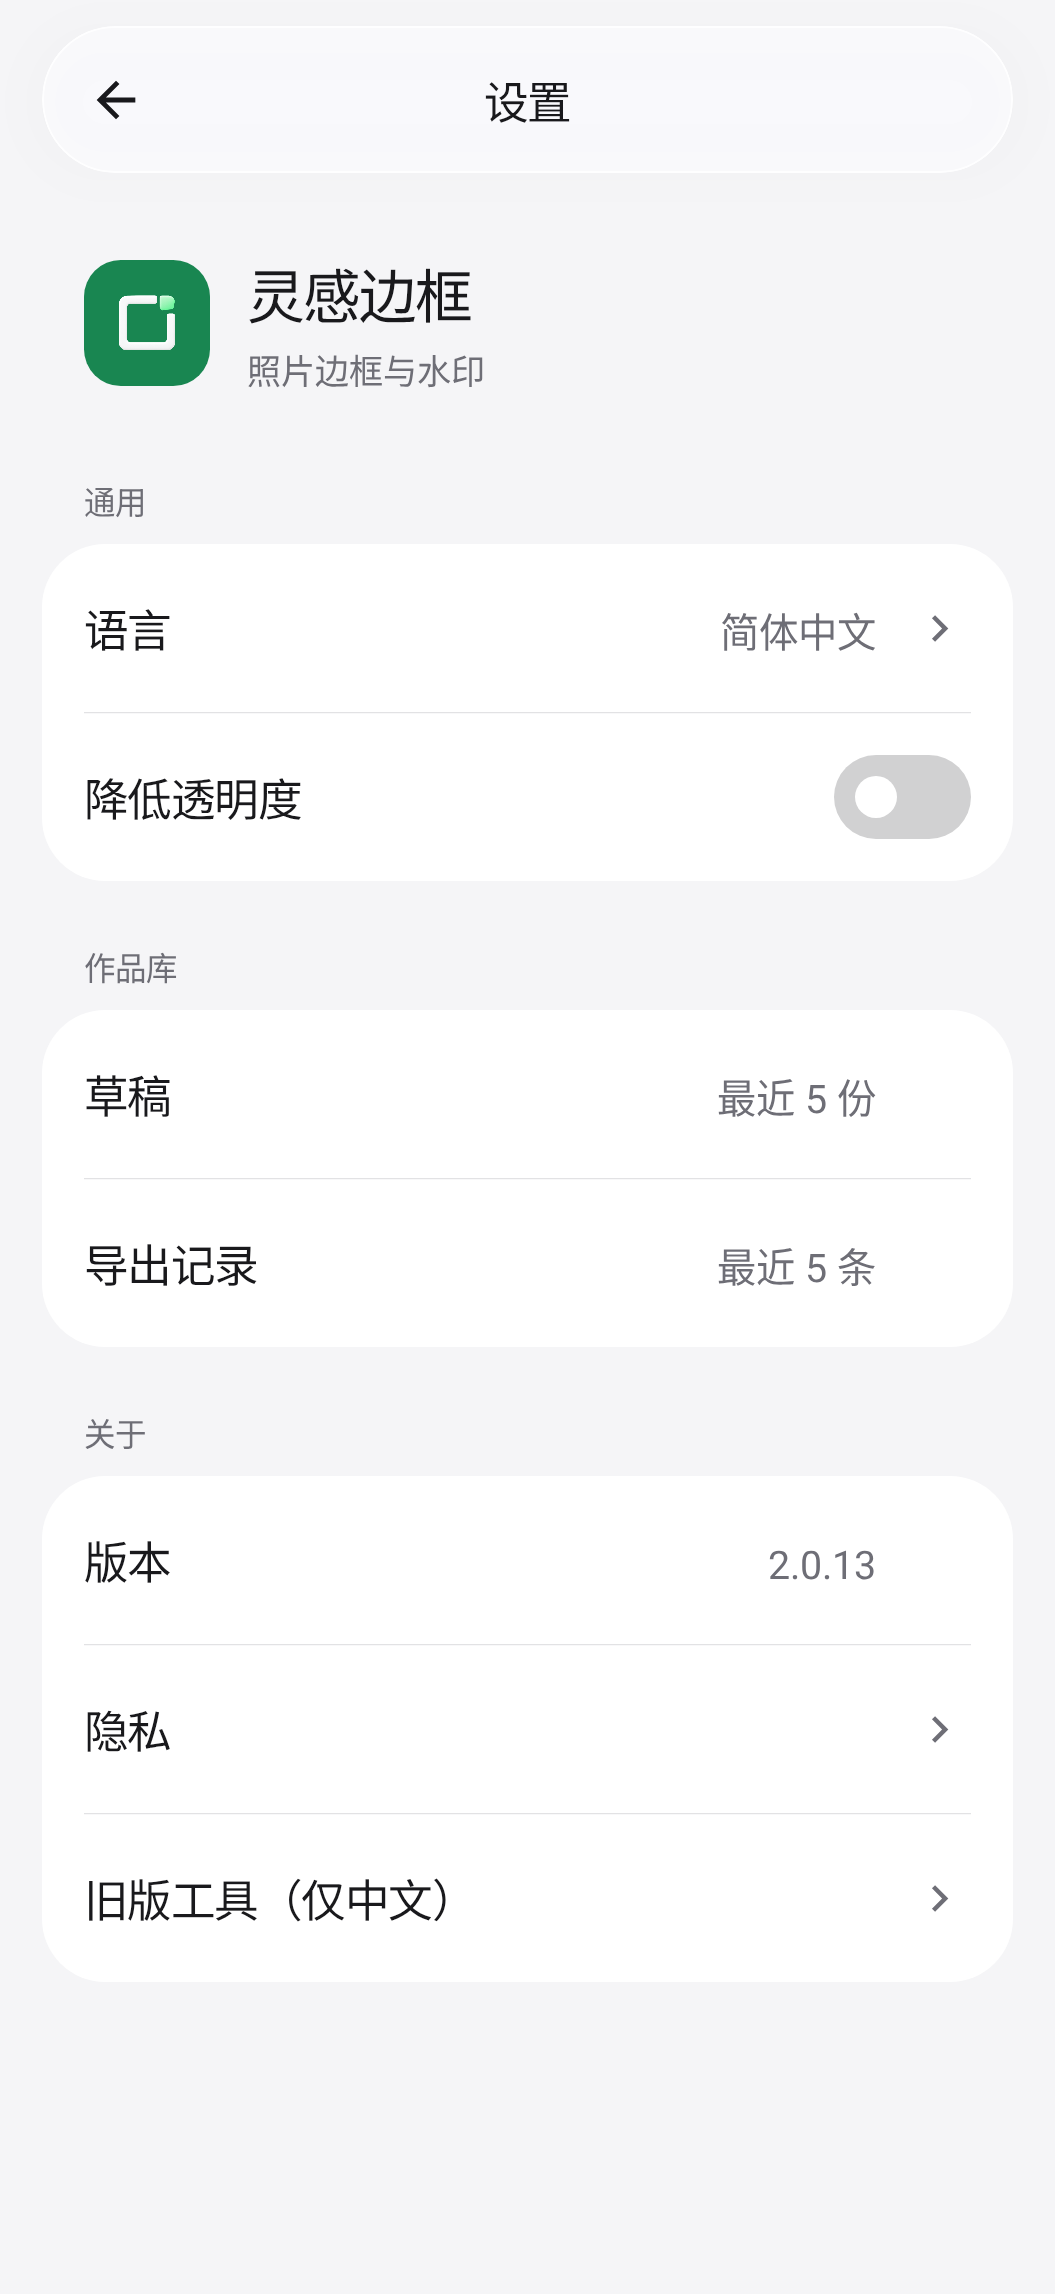 设置
灵感边框
照片边框与水印
通用
语言 简体中文
降低透明度
作品库
草稿 最近 5 份
导出记录 最近 5 条
关于
版本 2.0.13
隐私
旧版工具（仅中文）